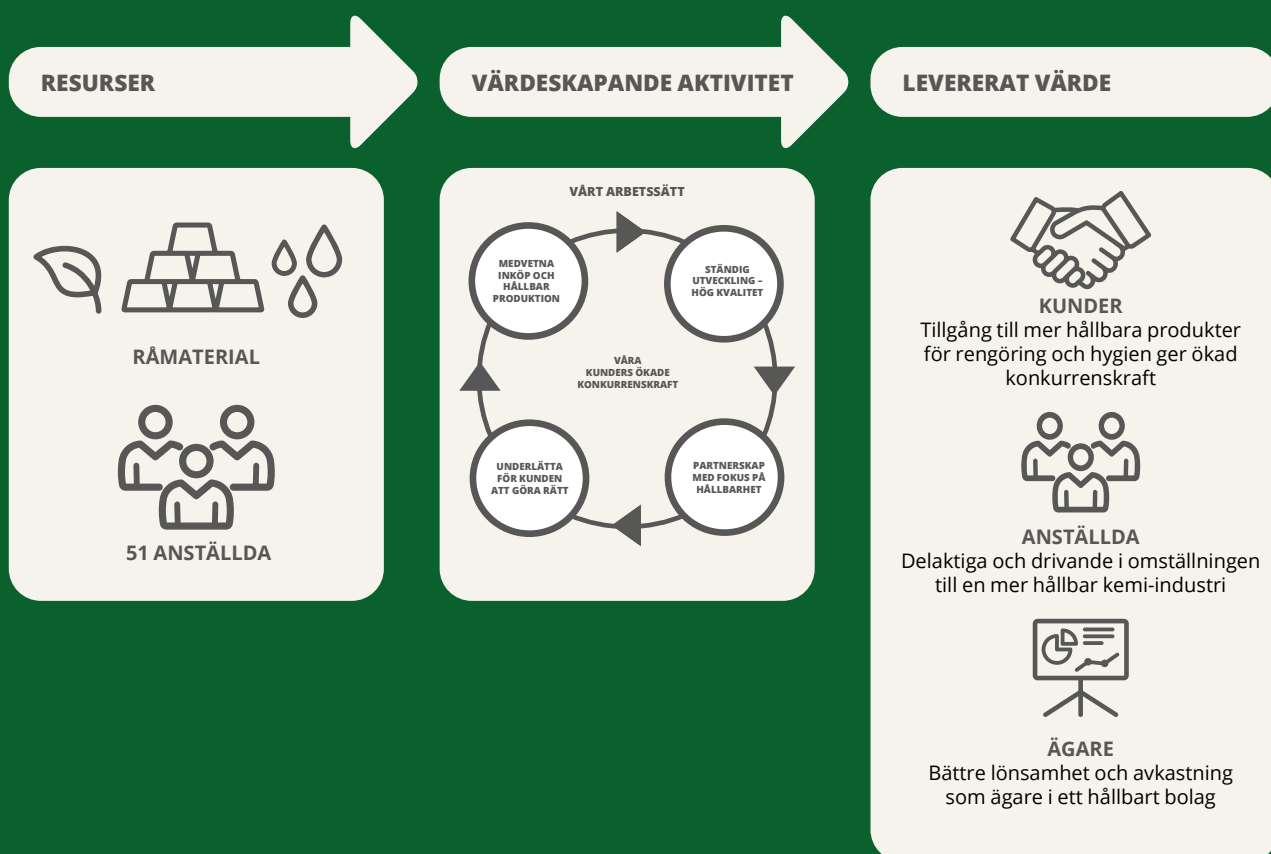 RESURSER
RÅMATERIAL
51 ANSTÄLLDA
VÄRDESKAPANDE AKTIVITET
VÅRT ARBETSSÄTT
MEDVETNA
INKÖP OCH
HÅLLBAR
PRODUKTION
STÄNDIG
UTVECKLING –
HÖG KVALITET
VÅRA
KUNDERS ÖKADE
KONKURRENSKRAFT
UNDERLÄTTA
FÖR KUNDEN
ATT GÖRA RÄTT
PARTNERSKAP
MED FOKUS PÅ
HÅLLBARHET
LEVERERAT VÄRDE
KUNDER
Tillgång till mer hållbara produkter
för rengöring och hygien ger ökad
konkurrenskraft
ANSTÄLLDA
Delaktiga och drivande i omställningen
till en mer hållbar kemi-industri
ÄGARE
Bättre lönsamhet och avkastning
som ägare i ett hållbart bolag